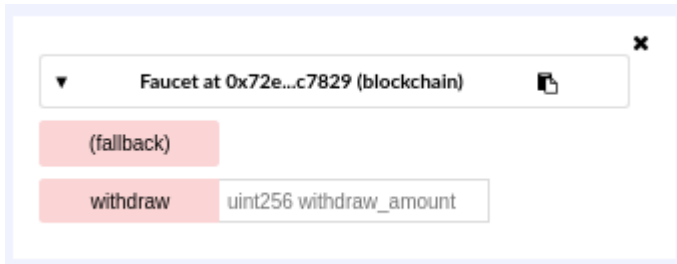 Faucet at 0x72e...c7829 (blockchain)
(fallback)
withdraw uint256 withdraw_amount